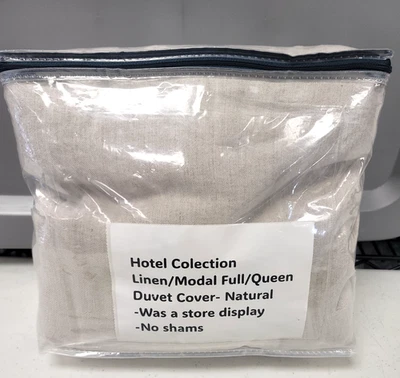 Hotel Colection
Linen/Modal Full/Queen
Duvet Cover- Natural
-Was a store display
-No shams